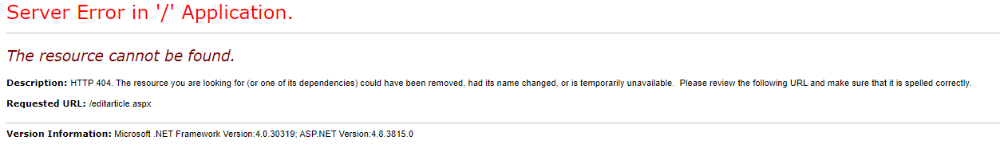 Server Error in '/' Application.
The resource cannot be found.
Description: HTTP 404. The resource you are looking for (or one of its dependencies) could have been removed, had its name changed, or is temporarily unavailable.  Please review the following URL and make sure that it is spelled correctly.
Requested URL: /editarticle.aspx
Version Information: Microsoft .NET Framework Version:4.0.30319; ASP.NET Version:4.8.3815.0